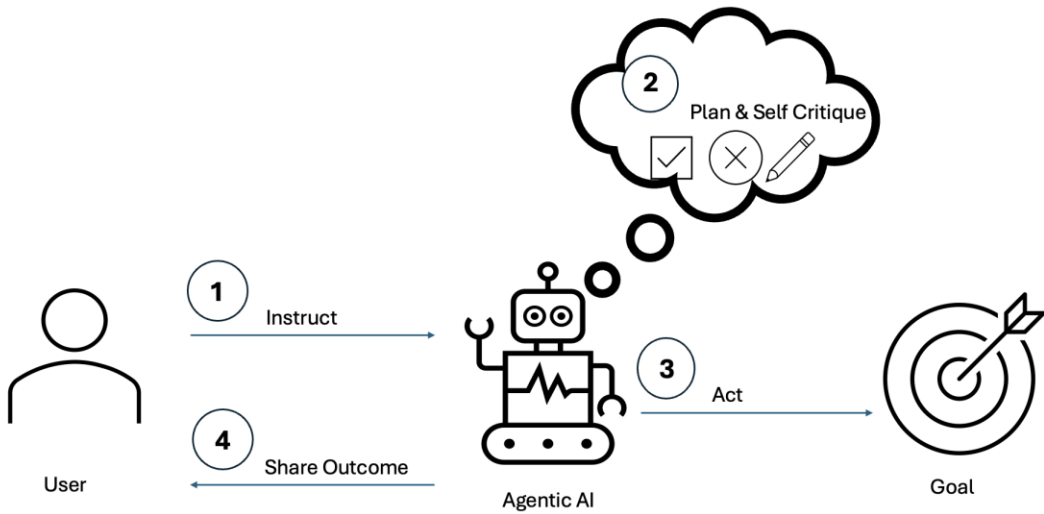 2
Plan & Self Critique
1
Instruct
3
Act
4
Share Outcome
User
Agentic AI
Goal